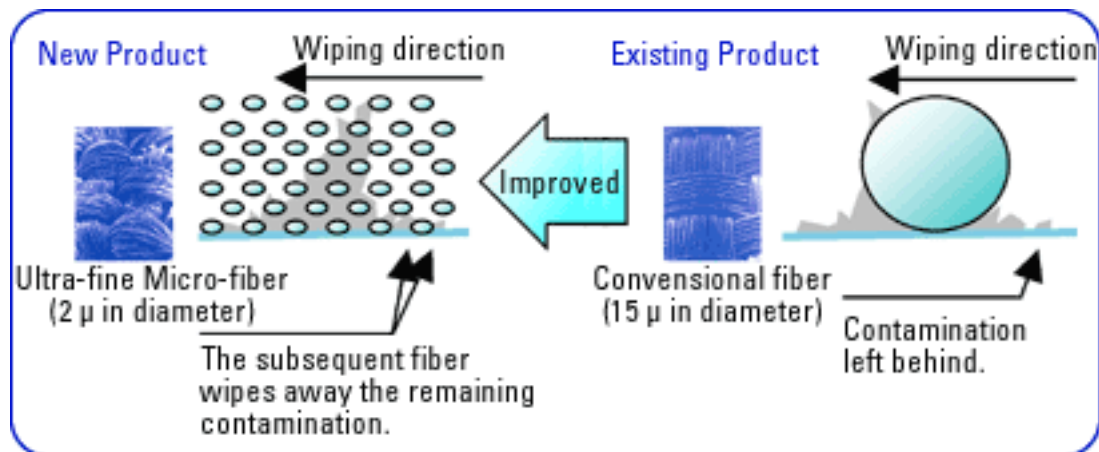 New Product
Wiping direction
Ultra-fine Micro-fiber
(2 μ in diameter)
The subsequent fiber
wipes away the remaining
contamination.
Improved
Existing Product
Wiping direction
Convensional fiber
(15 μ in diameter)
Contamination
left behind.